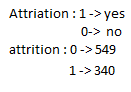 Attriation : 1 -> yes
0-> no
attrition : 0 -> 549
1 -> 340